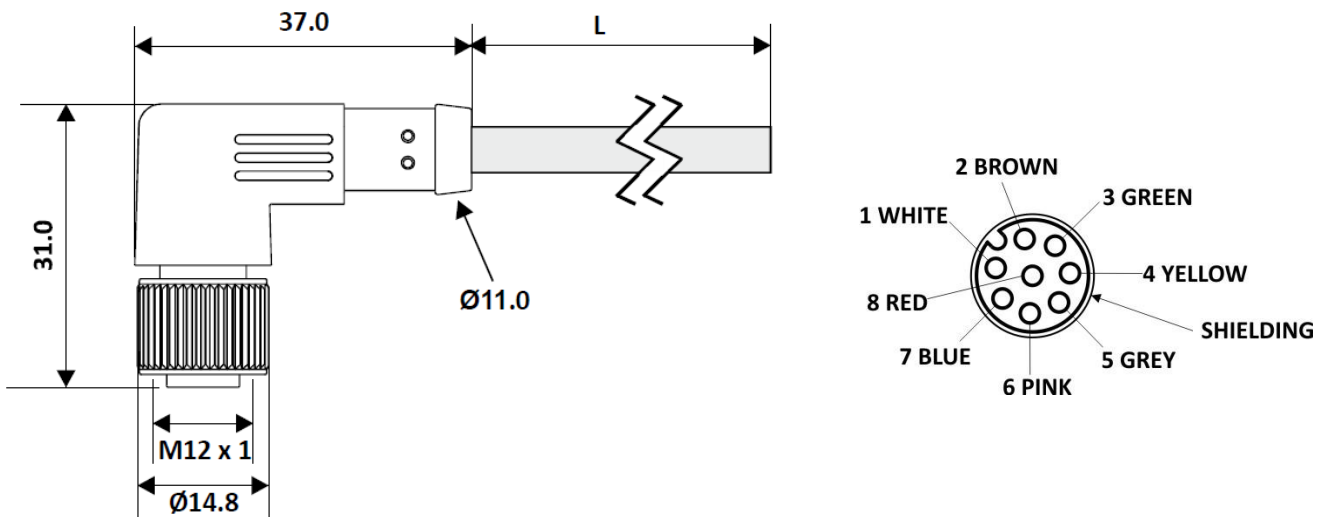 37.0
L
31.0
Ø11.0
M12 x 1
Ø14.8
2 BROWN
3 GREEN
1 WHITE
4 YELLOW
8 RED
SHIELDING
7 BLUE
5 GREY
6 PINK